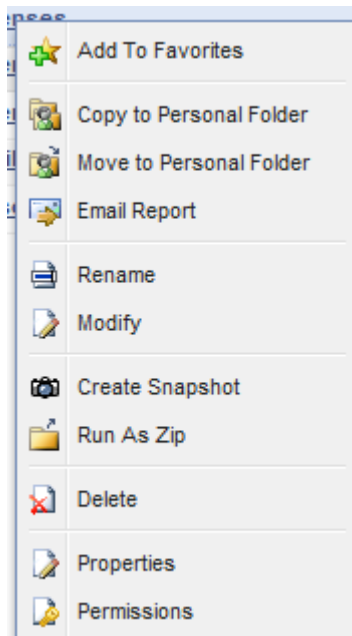 Add To Favorites
Copy to Personal Folder
Move to Personal Folder
Email Report
Rename
Modify
Create Snapshot
Run As Zip
Delete
Properties
Permissions